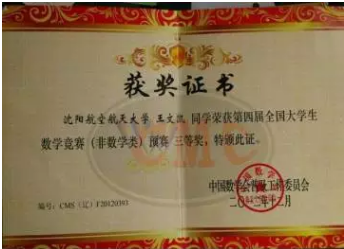 获奖证书
沈阳航空航天大学 王文凯 同学荣获第四届全国大学生
数学竞赛（非数学类）预赛 三等奖，特颁此证。
中国数学会普及工作委员会
二〇一二年十二月
编号：CMS（辽）F20120393